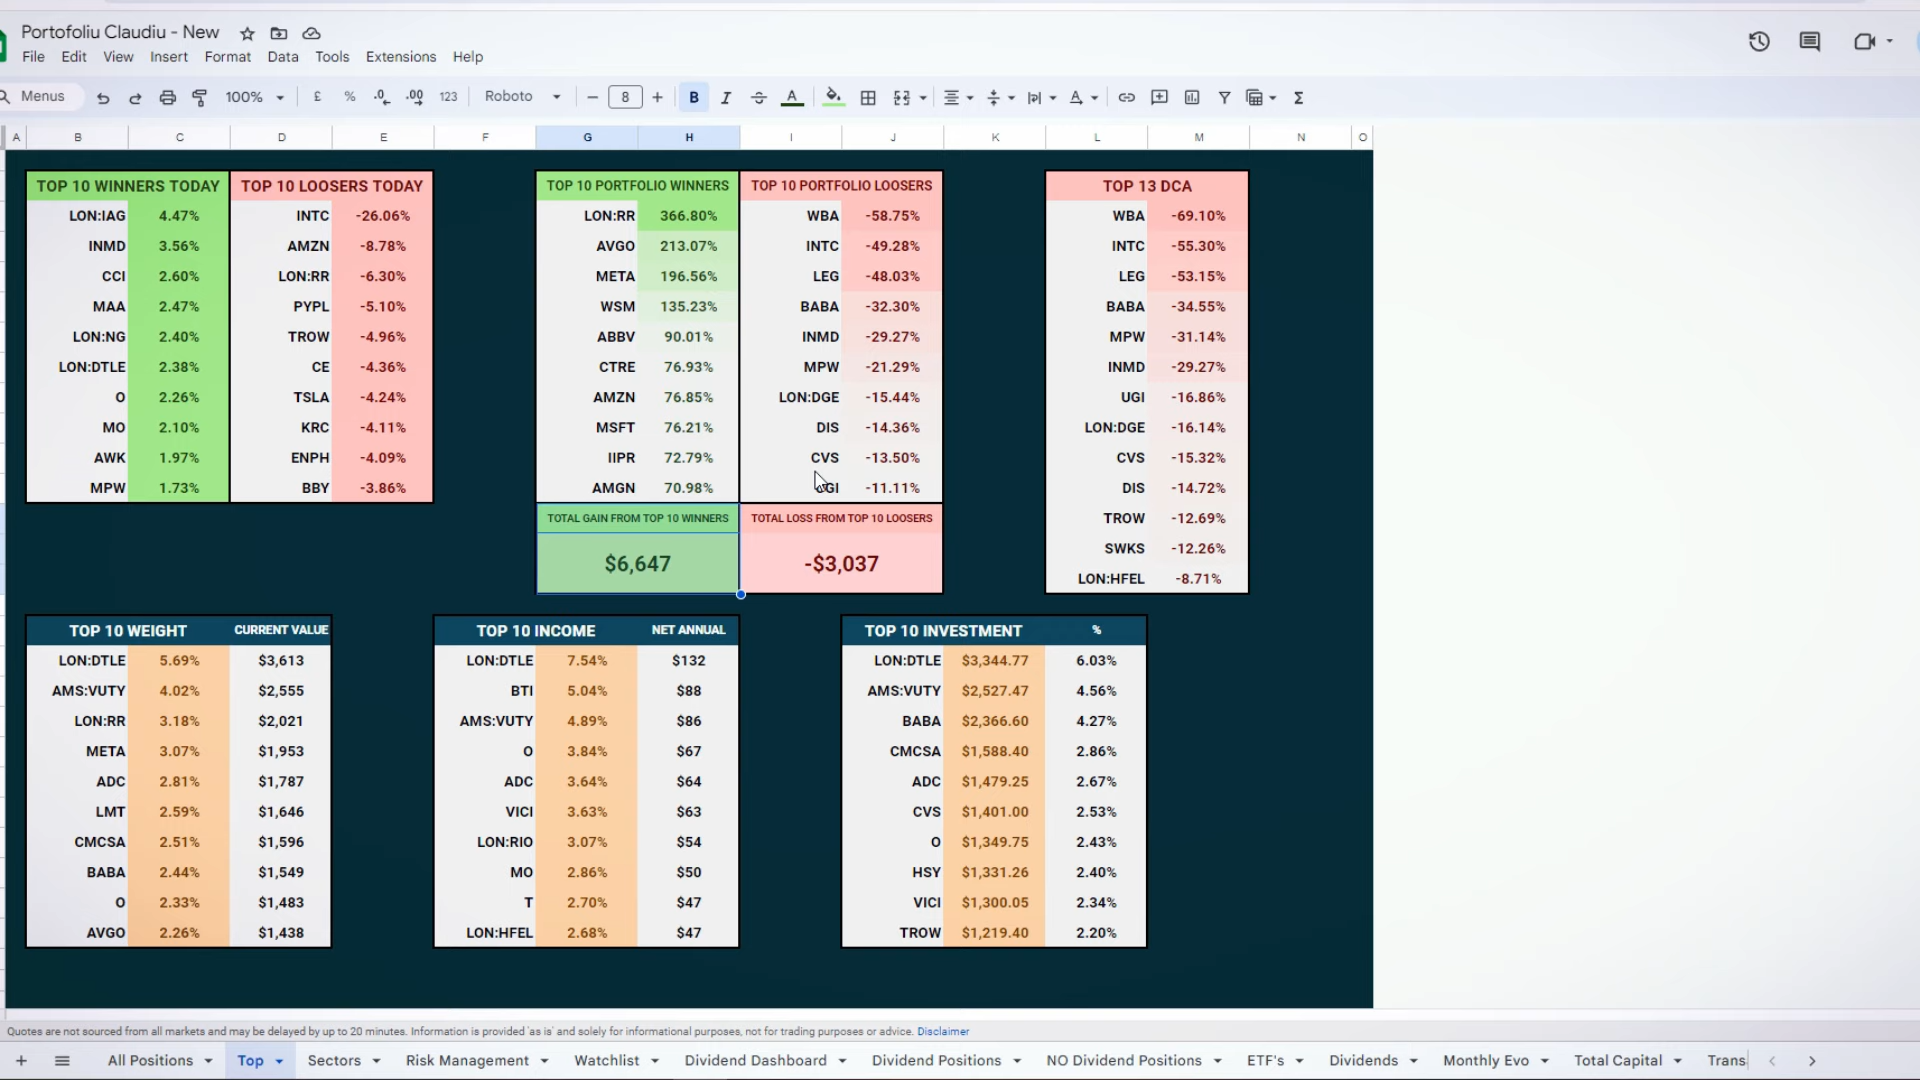 Portofoliu Claudiu - New
File Edit View Insert Format Data Tools Extensions Help
Menus 100% £ % .0 .00 123 Roboto 8 B I A Σ
A B C D E F G H I J K L M N O
TOP 10 WINNERS TODAY TOP 10 LOOSERS TODAY
LON:IAG 4.47% INTC -26.06%
INMD 3.56% AMZN -8.78%
CCI 2.60% LON:RR -6.30%
MAA 2.47% PYPL -5.10%
LON:NG 2.40% TROW -4.96%
LON:DTLE 2.38% CE -4.36%
O 2.26% TSLA -4.24%
MO 2.10% KRC -4.11%
AWK 1.97% ENPH -4.09%
MPW 1.73% BBY -3.86%
TOP 10 PORTFOLIO WINNERS TOP 10 PORTFOLIO LOOSERS
LON:RR 366.80% WBA -58.75%
AVGO 213.07% INTC -49.28%
META 196.56% LEG -48.03%
WSM 135.23% BABA -32.30%
ABBV 90.01% INMD -29.27%
CTRE 76.93% MPW -21.29%
AMZN 76.85% LON:DGE -15.44%
MSFT 76.21% DIS -14.36%
IIPR 72.79% CVS -13.50%
AMGN 70.98% UGI -11.11%
TOTAL GAIN FROM TOP 10 WINNERS TOTAL LOSS FROM TOP 10 LOOSERS
$6,647 -$3,037
TOP 13 DCA
WBA -69.10%
INTC -55.30%
LEG -53.15%
BABA -34.55%
MPW -31.14%
INMD -29.27%
UGI -16.86%
LON:DGE -16.14%
CVS -15.32%
DIS -14.72%
TROW -12.69%
SWKS -12.26%
LON:HFEL -8.71%
TOP 10 WEIGHT CURRENT VALUE
LON:DTLE 5.69% $3,613
AMS:VUTY 4.02% $2,555
LON:RR 3.18% $2,021
META 3.07% $1,953
ADC 2.81% $1,787
LMT 2.59% $1,646
CMCSA 2.51% $1,596
BABA 2.44% $1,549
O 2.33% $1,483
AVGO 2.26% $1,438
TOP 10 INCOME NET ANNUAL
LON:DTLE 7.54% $132
BTI 5.04% $88
AMS:VUTY 4.89% $86
O 3.84% $67
ADC 3.64% $64
VICI 3.63% $63
LON:RIO 3.07% $54
MO 2.86% $50
T 2.70% $47
LON:HFEL 2.68% $47
TOP 10 INVESTMENT %
LON:DTLE $3,344.77 6.03%
AMS:VUTY $2,527.47 4.56%
BABA $2,366.60 4.27%
CMCSA $1,588.40 2.86%
ADC $1,479.25 2.67%
CVS $1,401.00 2.53%
O $1,349.75 2.43%
HSY $1,331.26 2.40%
VICI $1,300.05 2.34%
TROW $1,219.40 2.20%
Quotes are not sourced from all markets and may be delayed by up to 20 minutes. Information is provided 'as is' and solely for informational purposes, not for trading purposes or advice. Disclaimer
All Positions Top Sectors Risk Management Watchlist Dividend Dashboard Dividend Positions NO Dividend Positions ETF's Dividends Monthly Evo Total Capital Trans